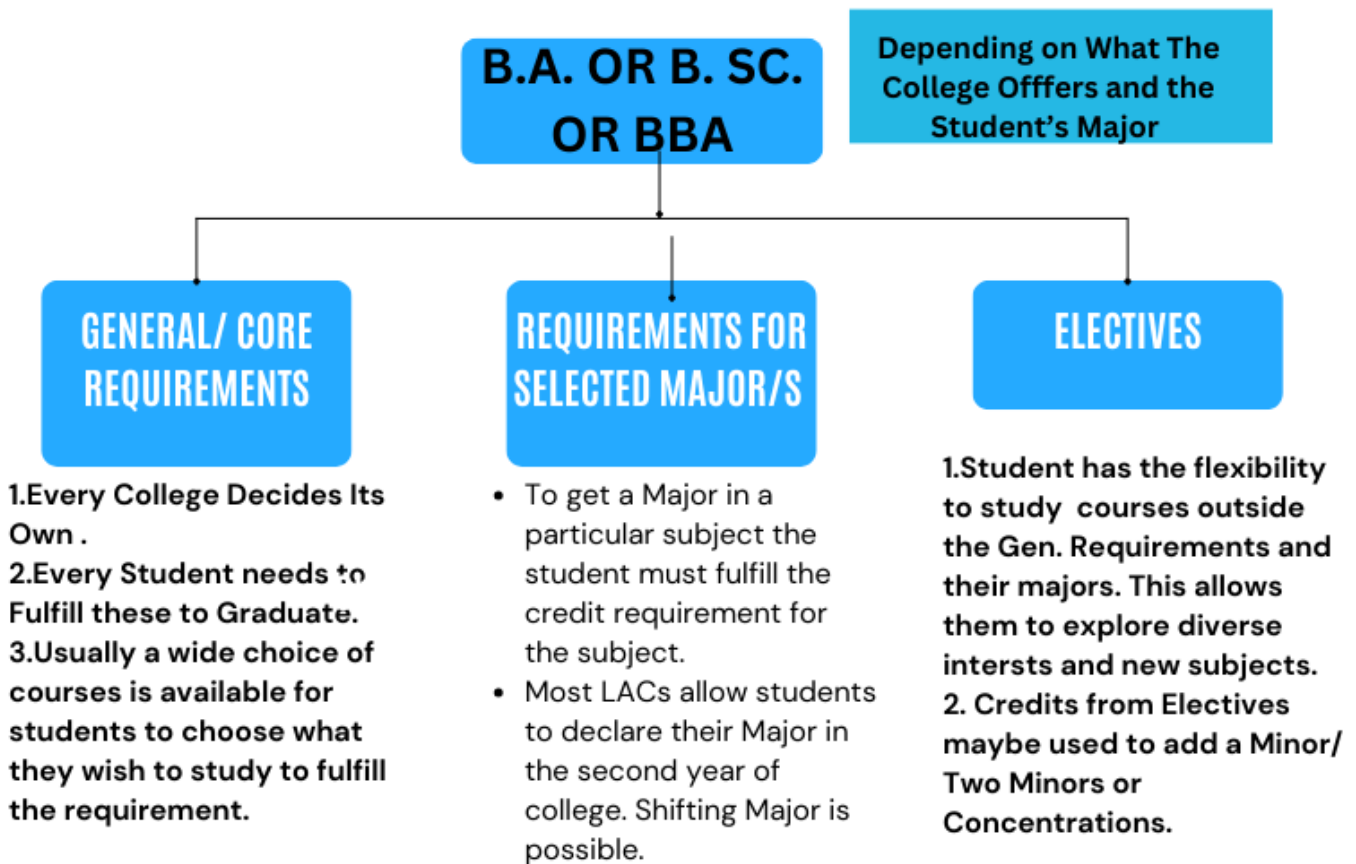 B.A. OR B. SC.
OR BBA
Depending on What The
College Offfers and the
Student's Major
GENERAL/ CORE
REQUIREMENTS
1.Every College Decides Its
Own .
2.Every Student needs to
Fulfill these to Graduate.
3.Usually a wide choice of
courses is available for
students to choose what
they wish to study to fulfill
the requirement.
REQUIREMENTS FOR
SELECTED MAJOR/S
• To get a Major in a
particular subject the
student must fulfill the
credit requirement for
the subject.
• Most LACs allow students
to declare their Major in
the second year of
college. Shifting Major is
possible.
ELECTIVES
1.Student has the flexibility
to study courses outside
the Gen. Requirements and
their majors. This allows
them to explore diverse
intersts and new subjects.
2. Credits from Electives
maybe used to add a Minor/
Two Minors or
Concentrations.